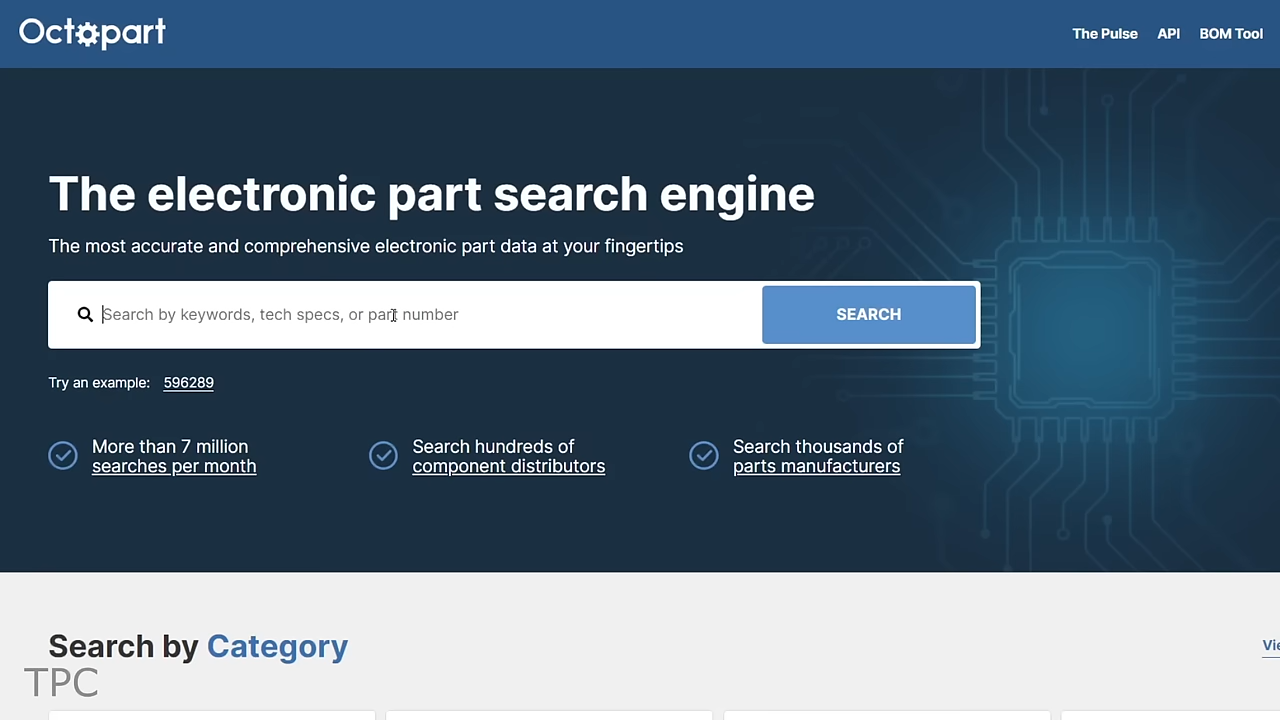 Octopart
The Pulse API BOM Tool
The electronic part search engine
The most accurate and comprehensive electronic part data at your fingertips
Search by keywords, tech specs, or part number
SEARCH
Try an example: 596289
More than 7 million
searches per month
Search hundreds of
component distributors
Search thousands of
parts manufacturers
Search by Category
TPC